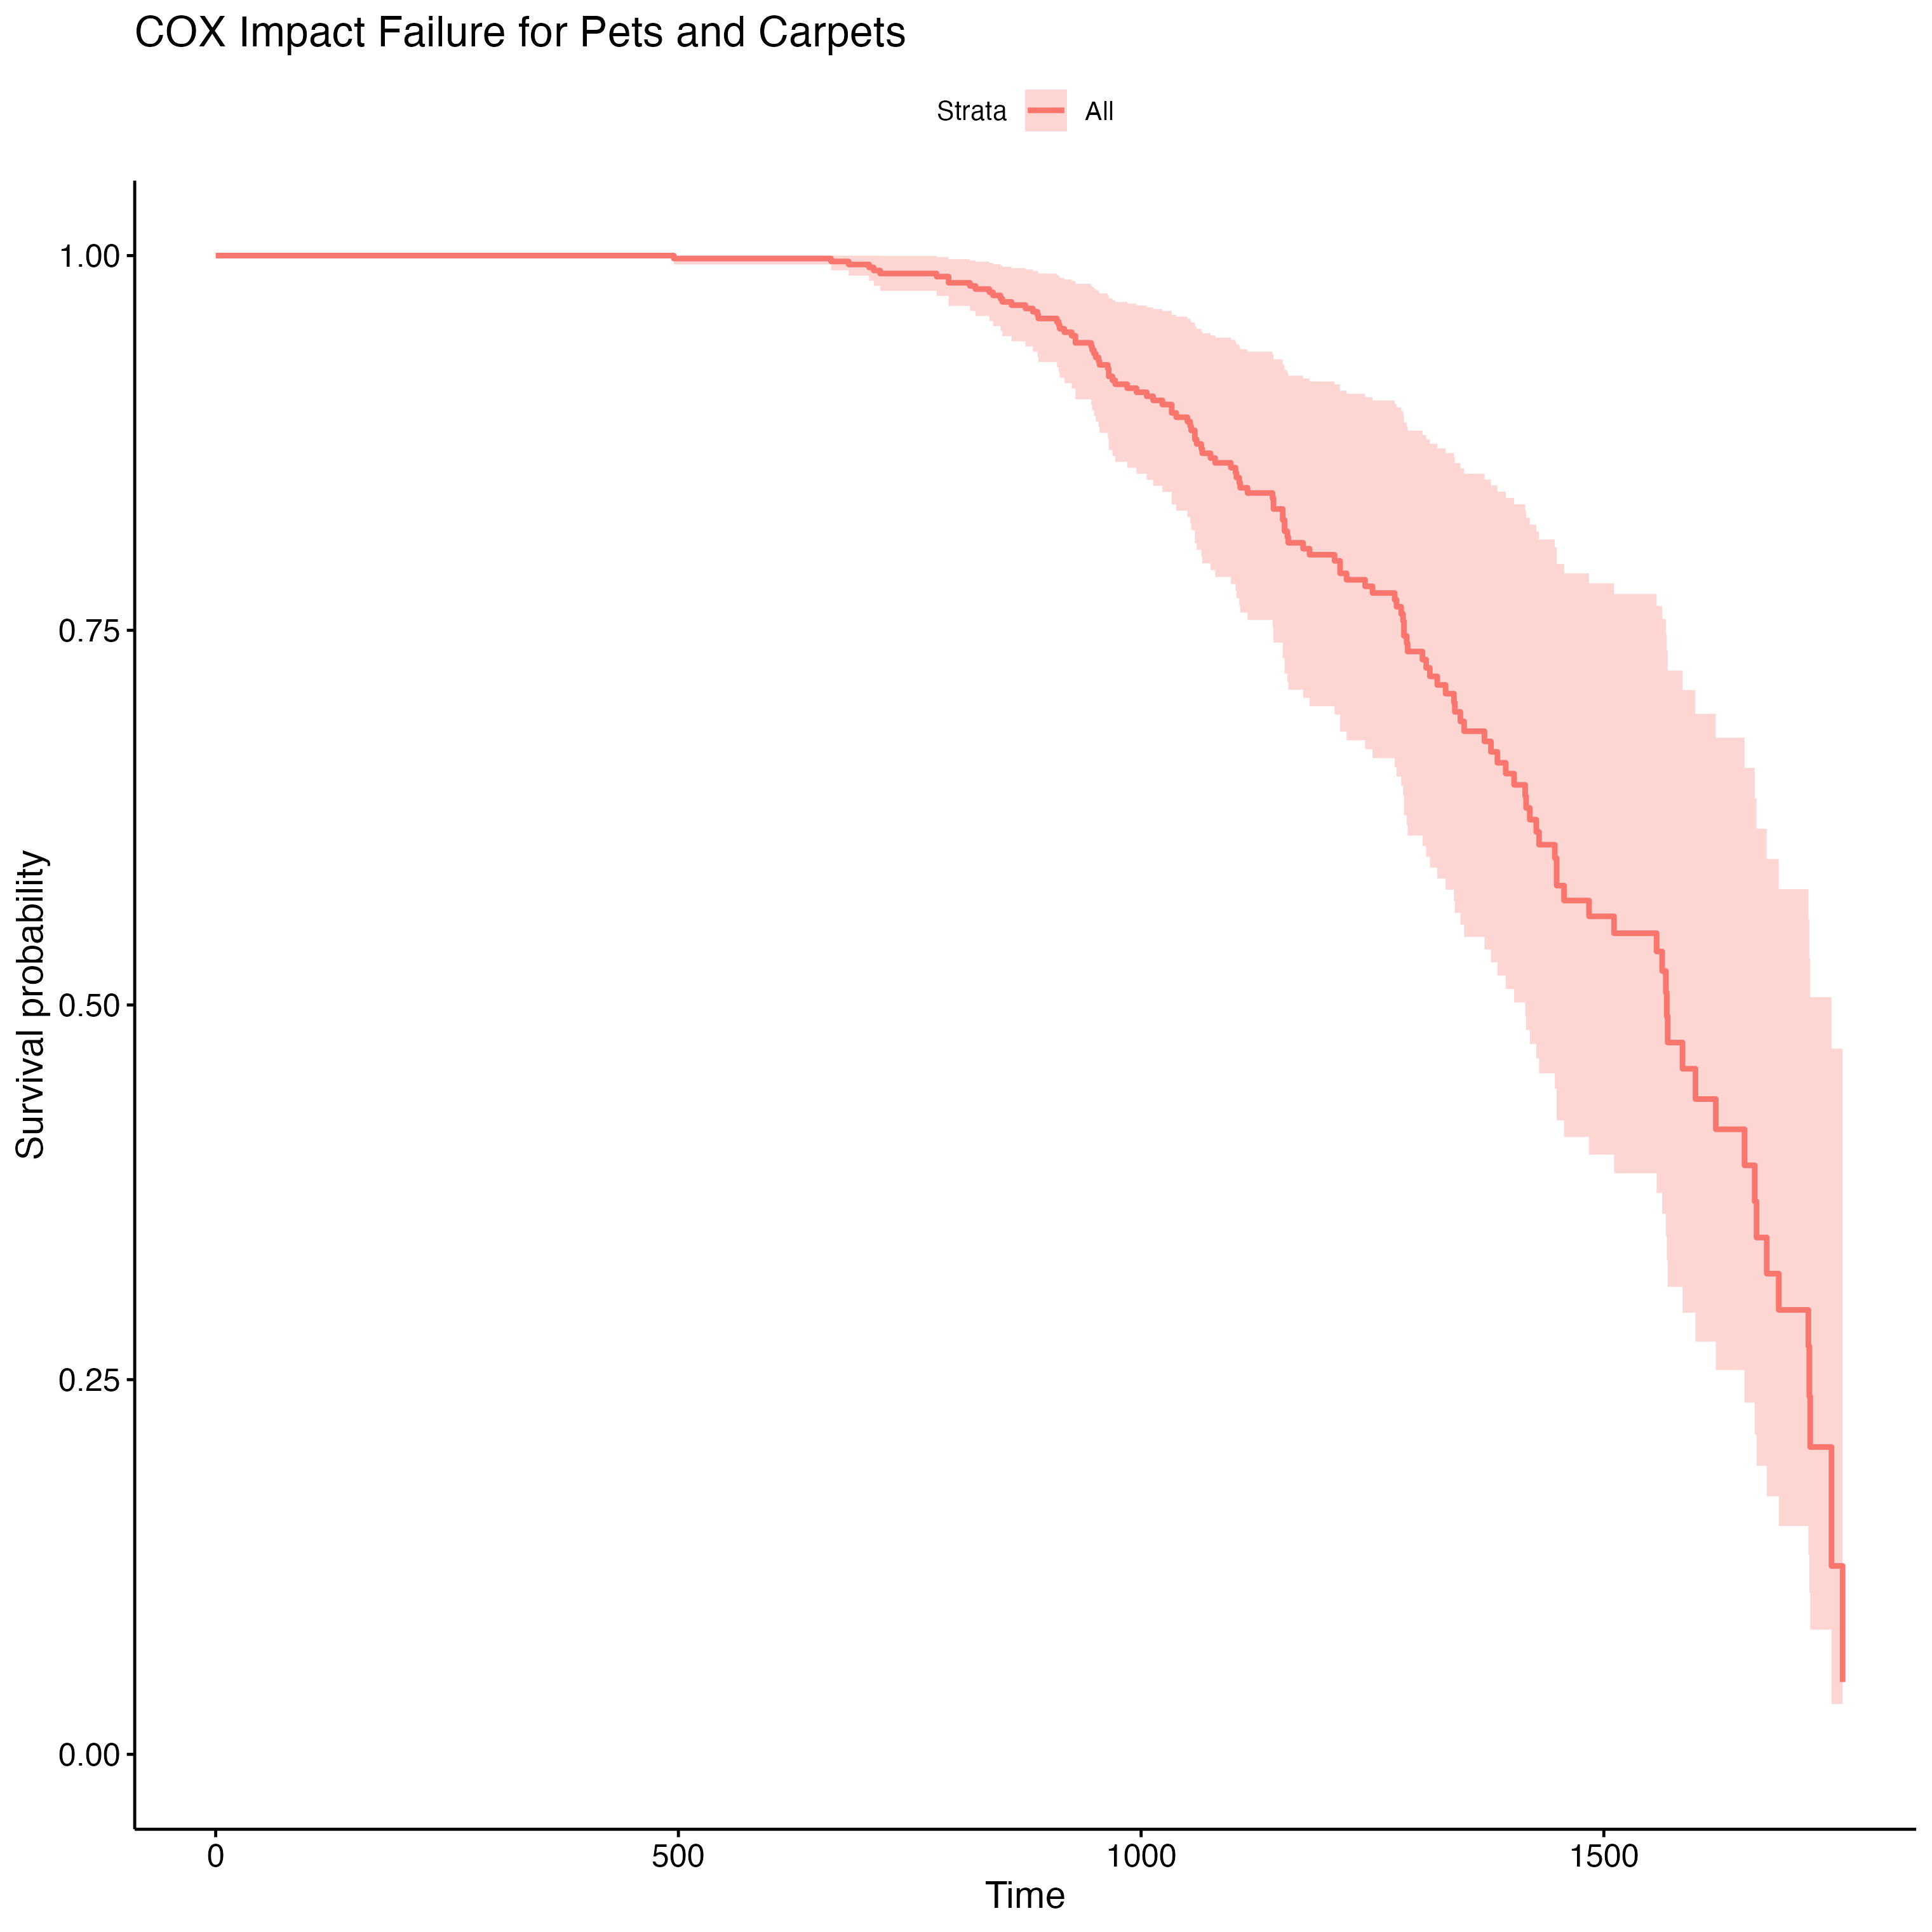 COX Impact Failure for Pets and Carpets
Strata All
Survival probability
1.00
0.75
0.50
0.25
0.00
0 500 1000 1500
Time